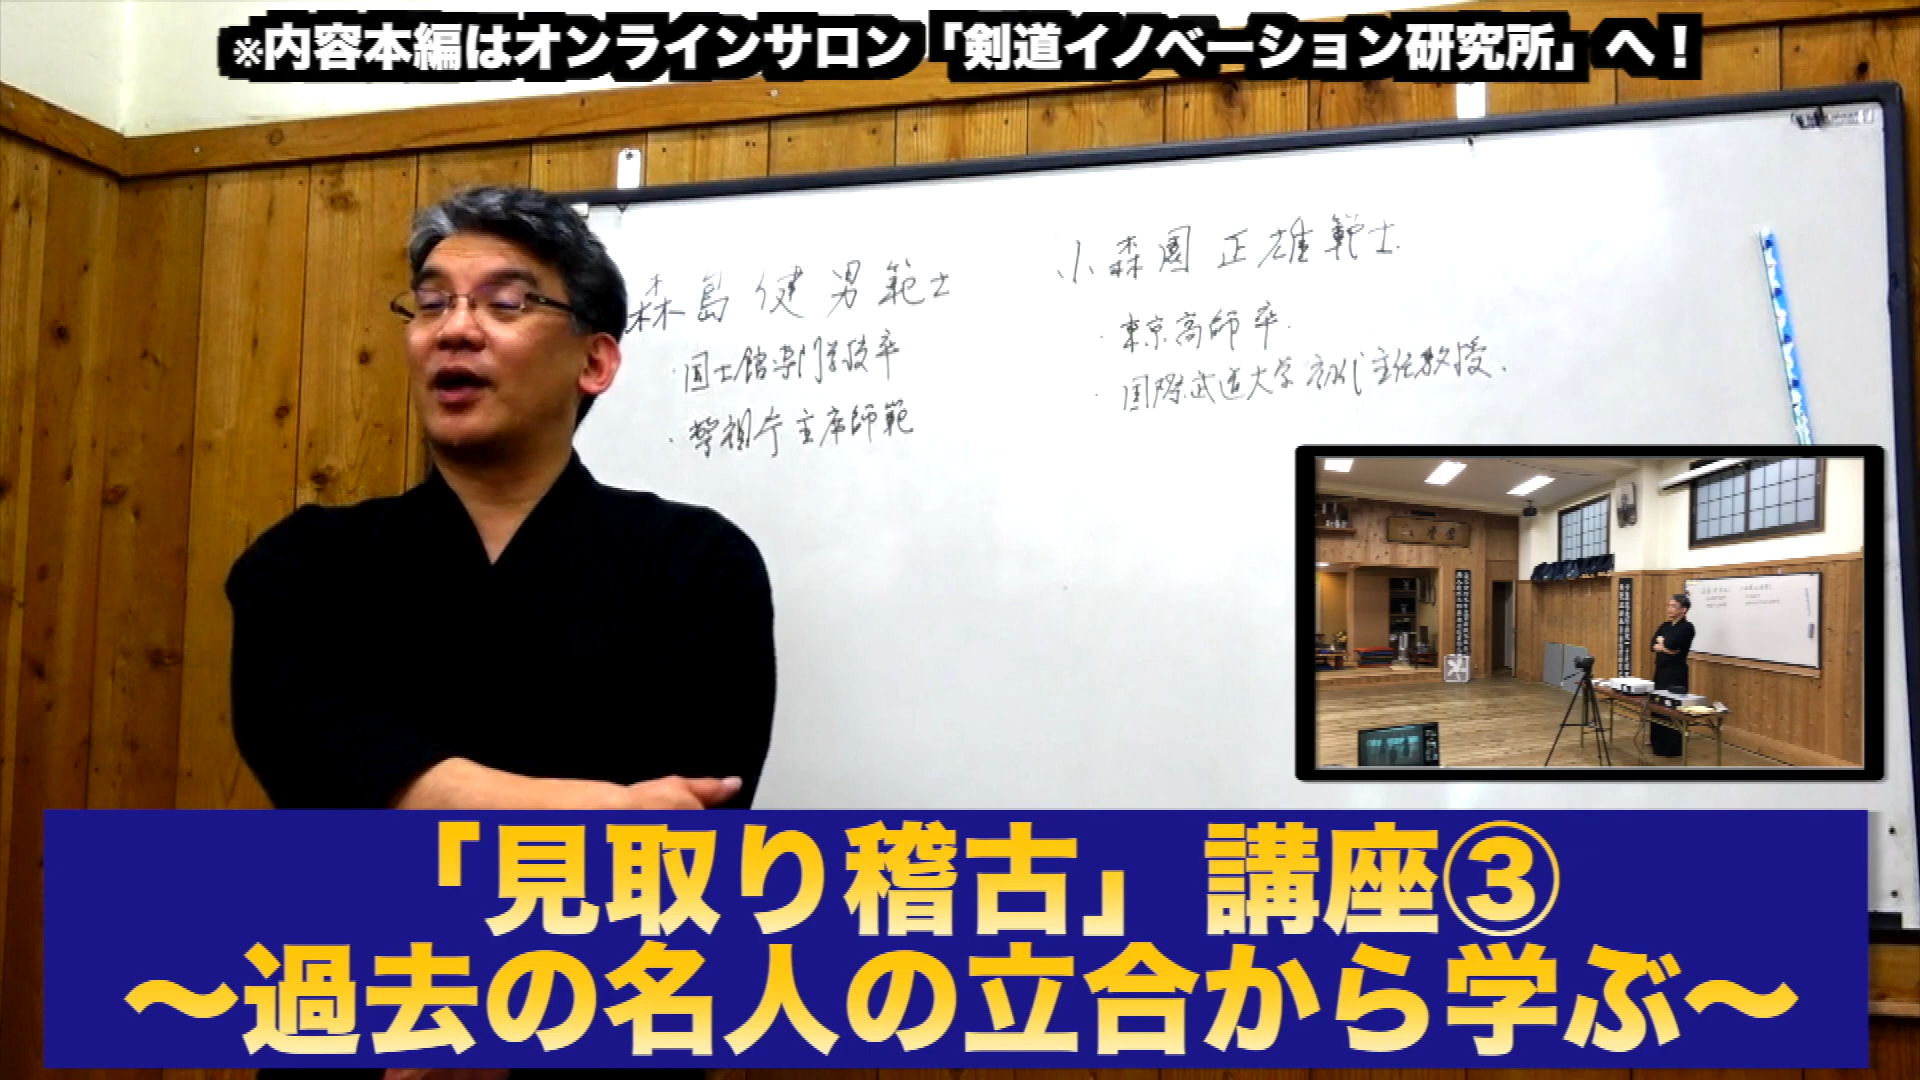 ※内容本編はオンラインサロン「剣道イノベーション研究所」へ！
森島健男範士
・国士舘専門学校卒
・警視庁主席師範
小森園正雄範士
・東京高師卒
・国際武道大学初代主任教授
「見取り稽古」講座③
～過去の名人の立合から学ぶ～